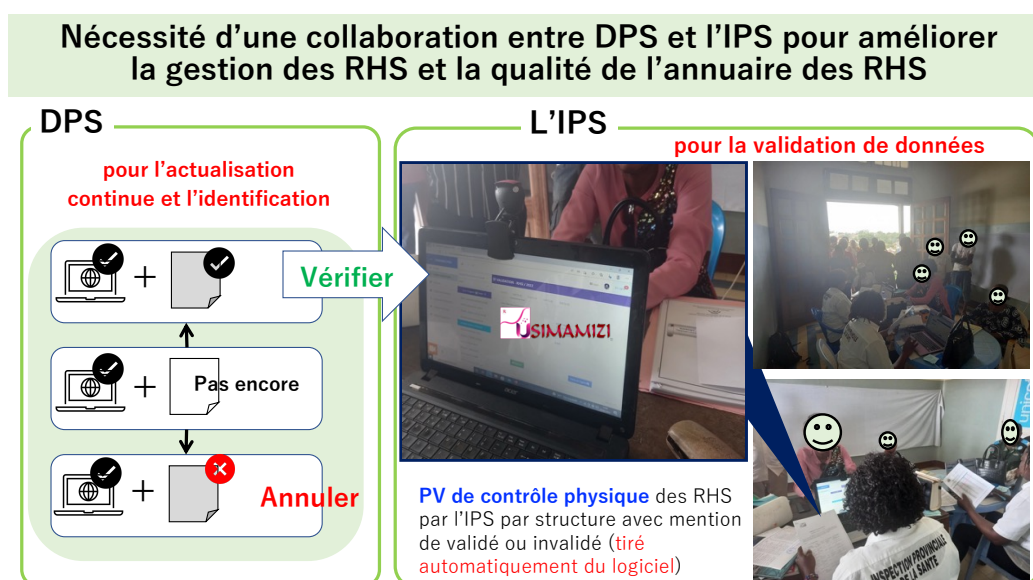 Nécessité d’une collaboration entre DPS et l’IPS pour améliorer
la gestion des RHS et la qualité de l’annuaire des RHS
DPS
pour l’actualisation
continue et l’identification
Vérifier
Pas encore
Annuler
L’IPS
pour la validation de données
USIMAMIZI
acer
PV de contrôle physique des RHS
par l’IPS par structure avec mention
de validé ou invalidé (tiré
automatiquement du logiciel)
INSPECTION PROVINCIALE
LA SANTE